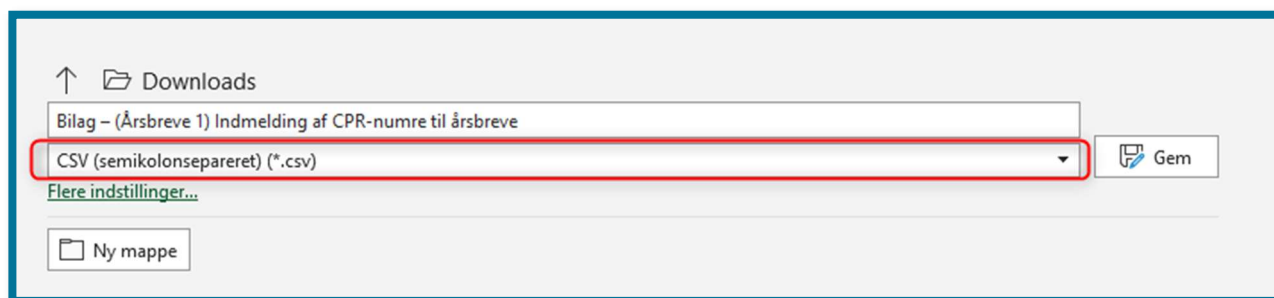 Downloads
Bilag – (Årsbreve 1) Indmelding af CPR-numre til årsbreve
CSV (semikolonsepareret) (*.csv)
Gem
Flere indstillinger...
Ny mappe